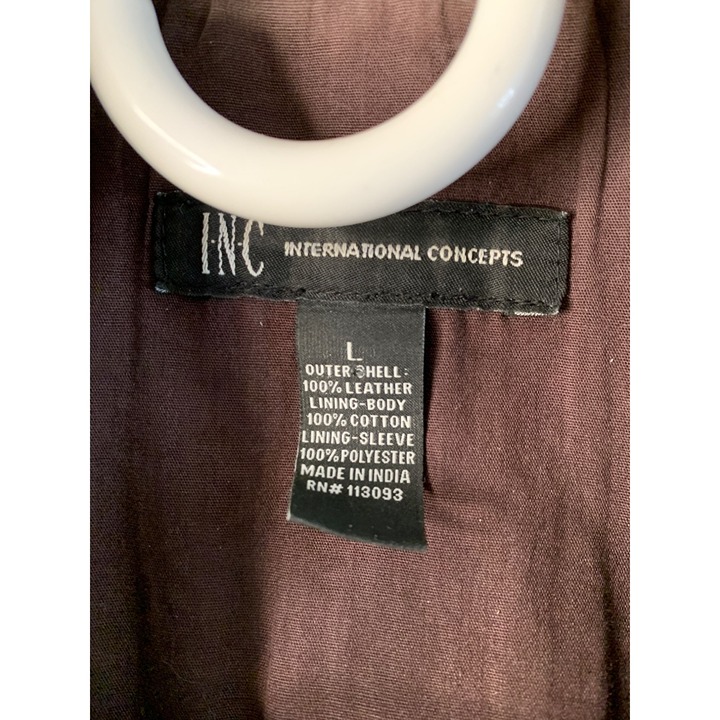 I·N·C INTERNATIONAL CONCEPTS
L
OUTER SHELL:
100% LEATHER
LINING-BODY
100% COTTON
LINING-SLEEVE
100% POLYESTER
MADE IN INDIA
RN# 113093